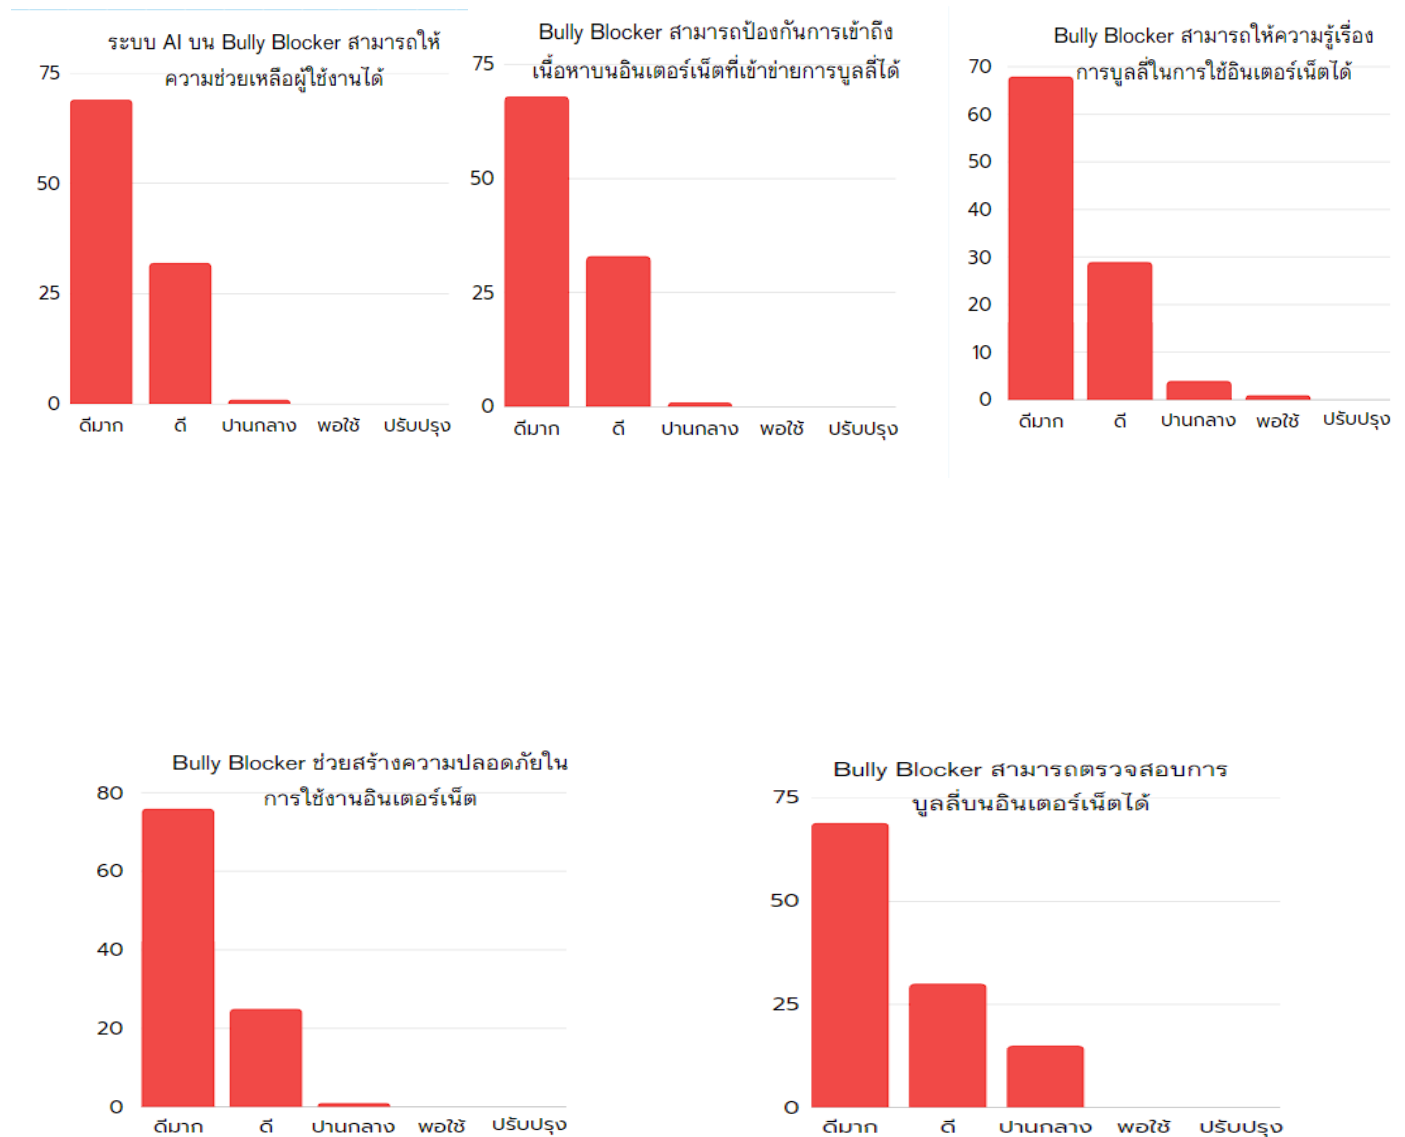 ระบบ AI บน Bully Blocker สามารถให้
ความช่วยเหลือผู้ใช้งานได้
75
50
25
0
ดีมาก ดี ปานกลาง พอใช้ ปรับปรุง
Bully Blocker สามารถป้องกันการเข้าถึง
เนื้อหาบนอินเตอร์เน็ตที่เข้าข่ายการบูลลี่ได้
75
50
25
0
ดีมาก ดี ปานกลาง พอใช้ ปรับปรุง
Bully Blocker สามารถให้ความรู้เรื่อง
การบูลลี่ในการใช้อินเตอร์เน็ตได้
70
60
50
40
30
20
10
0
ดีมาก ดี ปานกลาง พอใช้ ปรับปรุง
Bully Blocker ช่วยสร้างความปลอดภัยใน
การใช้งานอินเตอร์เน็ต
80
60
40
20
0
ดีมาก ดี ปานกลาง พอใช้ ปรับปรุง
Bully Blocker สามารถตรวจสอบการ
บูลลี่บนอินเตอร์เน็ตได้
75
50
25
0
ดีมาก ดี ปานกลาง พอใช้ ปรับปรุง